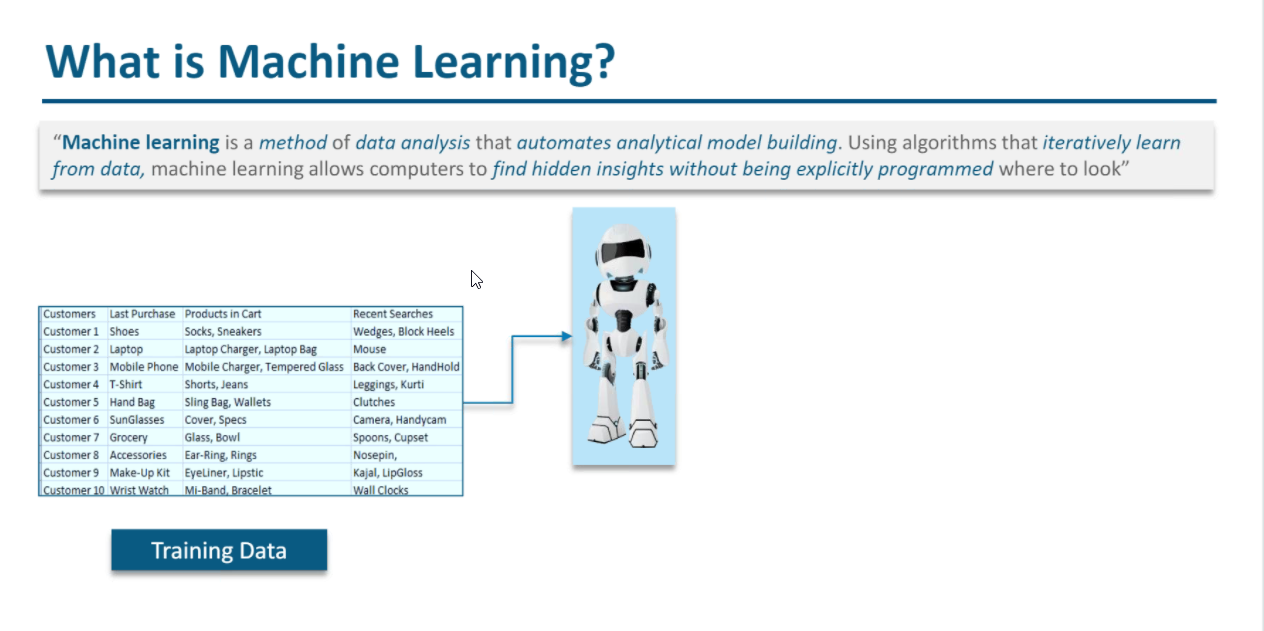 What is Machine Learning?
“Machine learning is a method of data analysis that automates analytical model building. Using algorithms that iteratively learn
from data, machine learning allows computers to find hidden insights without being explicitly programmed where to look”
Customers Last Purchase Products in Cart Recent Searches
Customer 1 Shoes Socks, Sneakers Wedges, Block Heels
Customer 2 Laptop Laptop Charger, Laptop Bag Mouse
Customer 3 Mobile Phone Mobile Charger, Tempered Glass Back Cover, HandHold
Customer 4 T-Shirt Shorts, Jeans Leggings, Kurti
Customer 5 Hand Bag Sling Bag, Wallets Clutches
Customer 6 SunGlasses Cover, Specs Camera, Handycam
Customer 7 Grocery Glass, Bowl Spoons, Cupset
Customer 8 Accessories Ear-Ring, Rings Nosepin,
Customer 9 Make-Up Kit EyeLiner, Lipstic Kajal, LipGloss
Customer 10 Wrist Watch Mi-Band, Bracelet Wall Clocks
Training Data